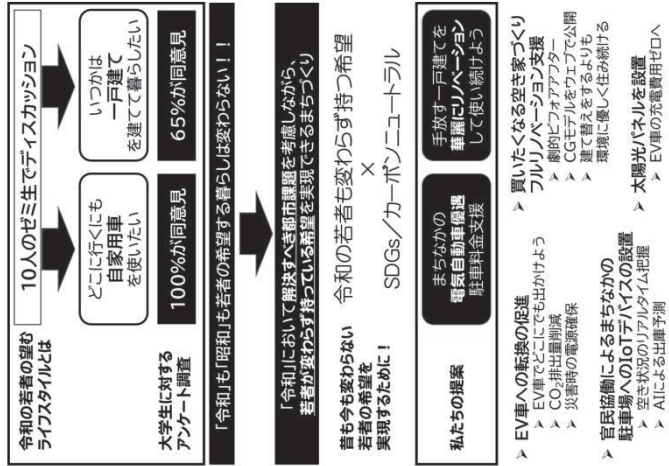 令和の若者の望む
ライフスタイルとは
10人のゼミ生でディスカッション
どこに行くにも
自家用車
を使いたい
いつかは
一戸建て
を建てて暮らしたい
大学生に対する
アンケート調査
100%が同意見
65%が同意見
「令和」も「昭和」も若者の希望する暮らしは変わらない！！
「令和」において解決すべき都市課題を考慮しながら、
若者が変わらず持っている希望を実現できるまちづくり
昔も今も変わらない
若者の希望を
実現するために！
令和の若者も変わらず持つ希望
×
SDGs／カーボンニュートラル
私たちの提案
まちなかの
電気自動車優遇
駐車料金支援
手放す一戸建てを
華麗にリノベーション
して使い続けよう
➤ EV車への転換の促進
➤ EV車でどこにでも出かけよう
➤ CO₂排出量削減
➤ 災害時の電源確保
➤ 官民協働によるまちなかの
駐車場へのIoTデバイスの設置
➤ 空き状況のリアルタイム把握
➤ AIによる出庫予測
➤ 買いたくなる空き家づくり
フルリノベーション支援
➤ 劇的ビフォアアフター
➤ CGモデルをウェブで公開
➤ 建て替えをするよりも
環境に優しく住み続ける
➤ 太陽光パネルを設置
➤ EV車の充電費用ゼロへ